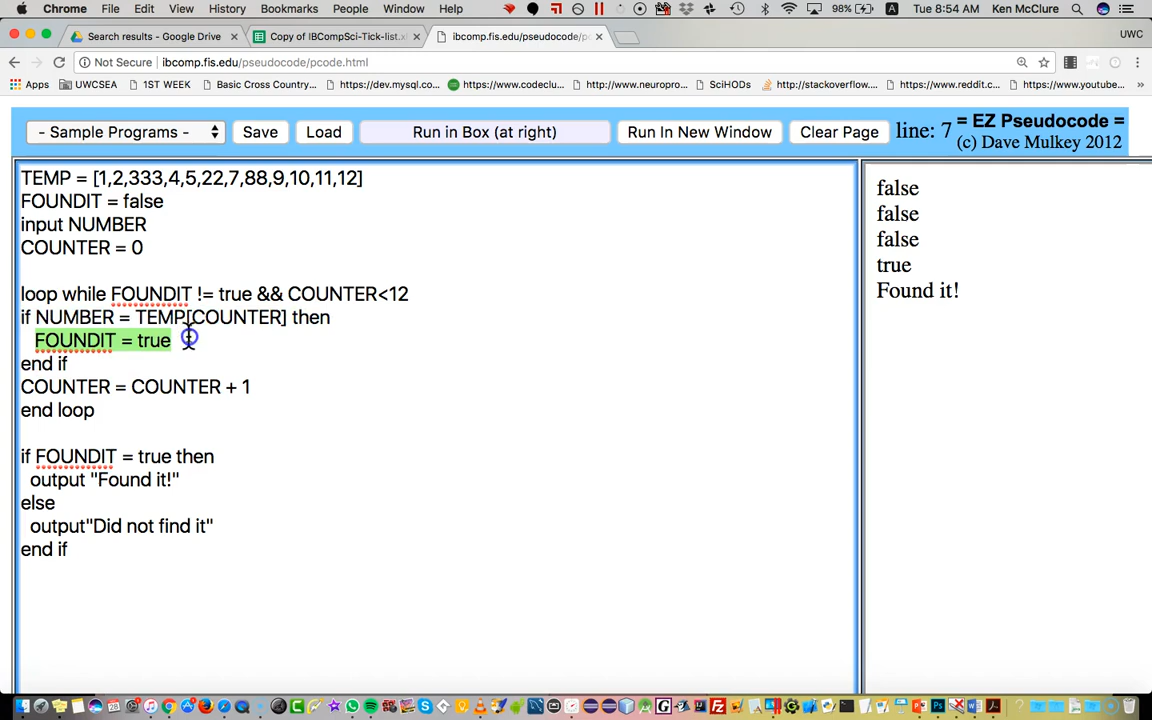 Chrome File Edit View History Bookmarks People Window Help 98% Tue 8:54 AM Ken McClure
Search results - Google Drive Copy of IBCompSci-Tick-list.xl ibcomp.fis.edu/pseudocode/pc UWC
Not Secure ibcomp.fis.edu/pseudocode/pcode.html
Apps UWCSEA 1ST WEEK Basic Cross Country... https://dev.mysql.co... https://www.codeclu... http://www.neuropro... SciHODs http://stackoverflow... https://www.reddit.c... https://www.youtube...
- Sample Programs - Save Load Run in Box (at right) Run In New Window Clear Page line: 7 = EZ Pseudocode =
(c) Dave Mulkey 2012
TEMP = [1,2,333,4,5,22,7,88,9,10,11,12]
FOUNDIT = false
input NUMBER
COUNTER = 0
loop while FOUNDIT != true && COUNTER<12
if NUMBER = TEMP[COUNTER] then
FOUNDIT = true
end if
COUNTER = COUNTER + 1
end loop
if FOUNDIT = true then
output "Found it!"
else
output"Did not find it"
end if
false
false
false
true
Found it!